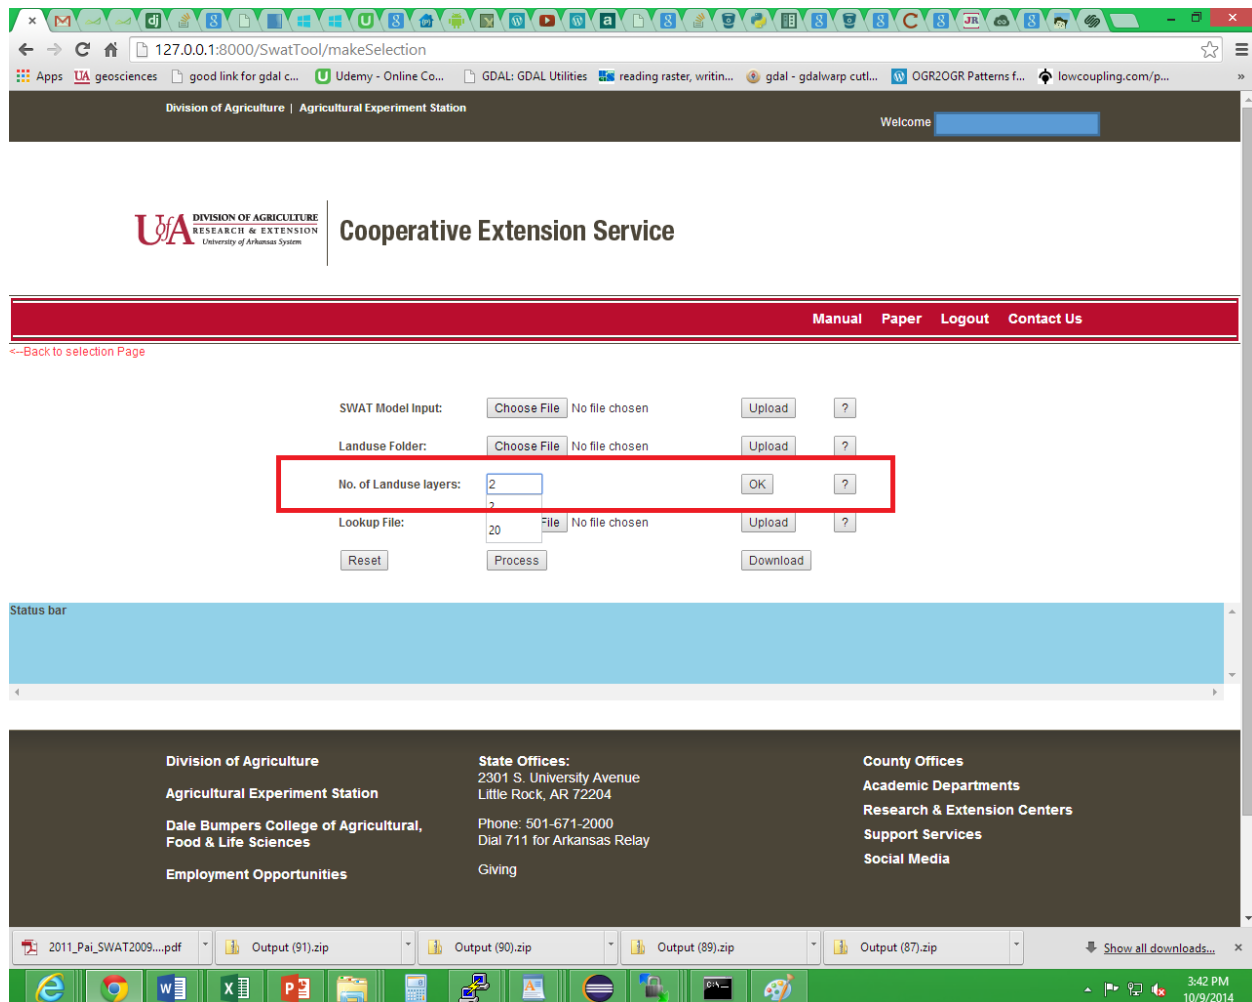 127.0.0.1:8000/SwatTool/makeSelection
Apps UA geosciences good link for gdal c... Udemy - Online Co... GDAL: GDAL Utilities reading raster, writin... gdal - gdalwarp cutl... OGR2OGR Patterns f... lowcoupling.com/p... »
Division of Agriculture | Agricultural Experiment Station
Welcome
UofA DIVISION OF AGRICULTURE
RESEARCH & EXTENSION
University of Arkansas System
Cooperative Extension Service
Manual Paper Logout Contact Us
<--Back to selection Page
SWAT Model Input: Choose File No file chosen Upload ?
Landuse Folder: Choose File No file chosen Upload ?
No. of Landuse layers: 2 OK ?
2
Lookup File: File No file chosen Upload ?
20
Reset Process Download
Status bar
Division of Agriculture
Agricultural Experiment Station
Dale Bumpers College of Agricultural,
Food & Life Sciences
Employment Opportunities
State Offices:
2301 S. University Avenue
Little Rock, AR 72204
Phone: 501-671-2000
Dial 711 for Arkansas Relay
Giving
County Offices
Academic Departments
Research & Extension Centers
Support Services
Social Media
2011_Pai_SWAT2009....pdf Output (91).zip Output (90).zip Output (89).zip Output (87).zip Show all downloads...
3:42 PM
10/9/2014